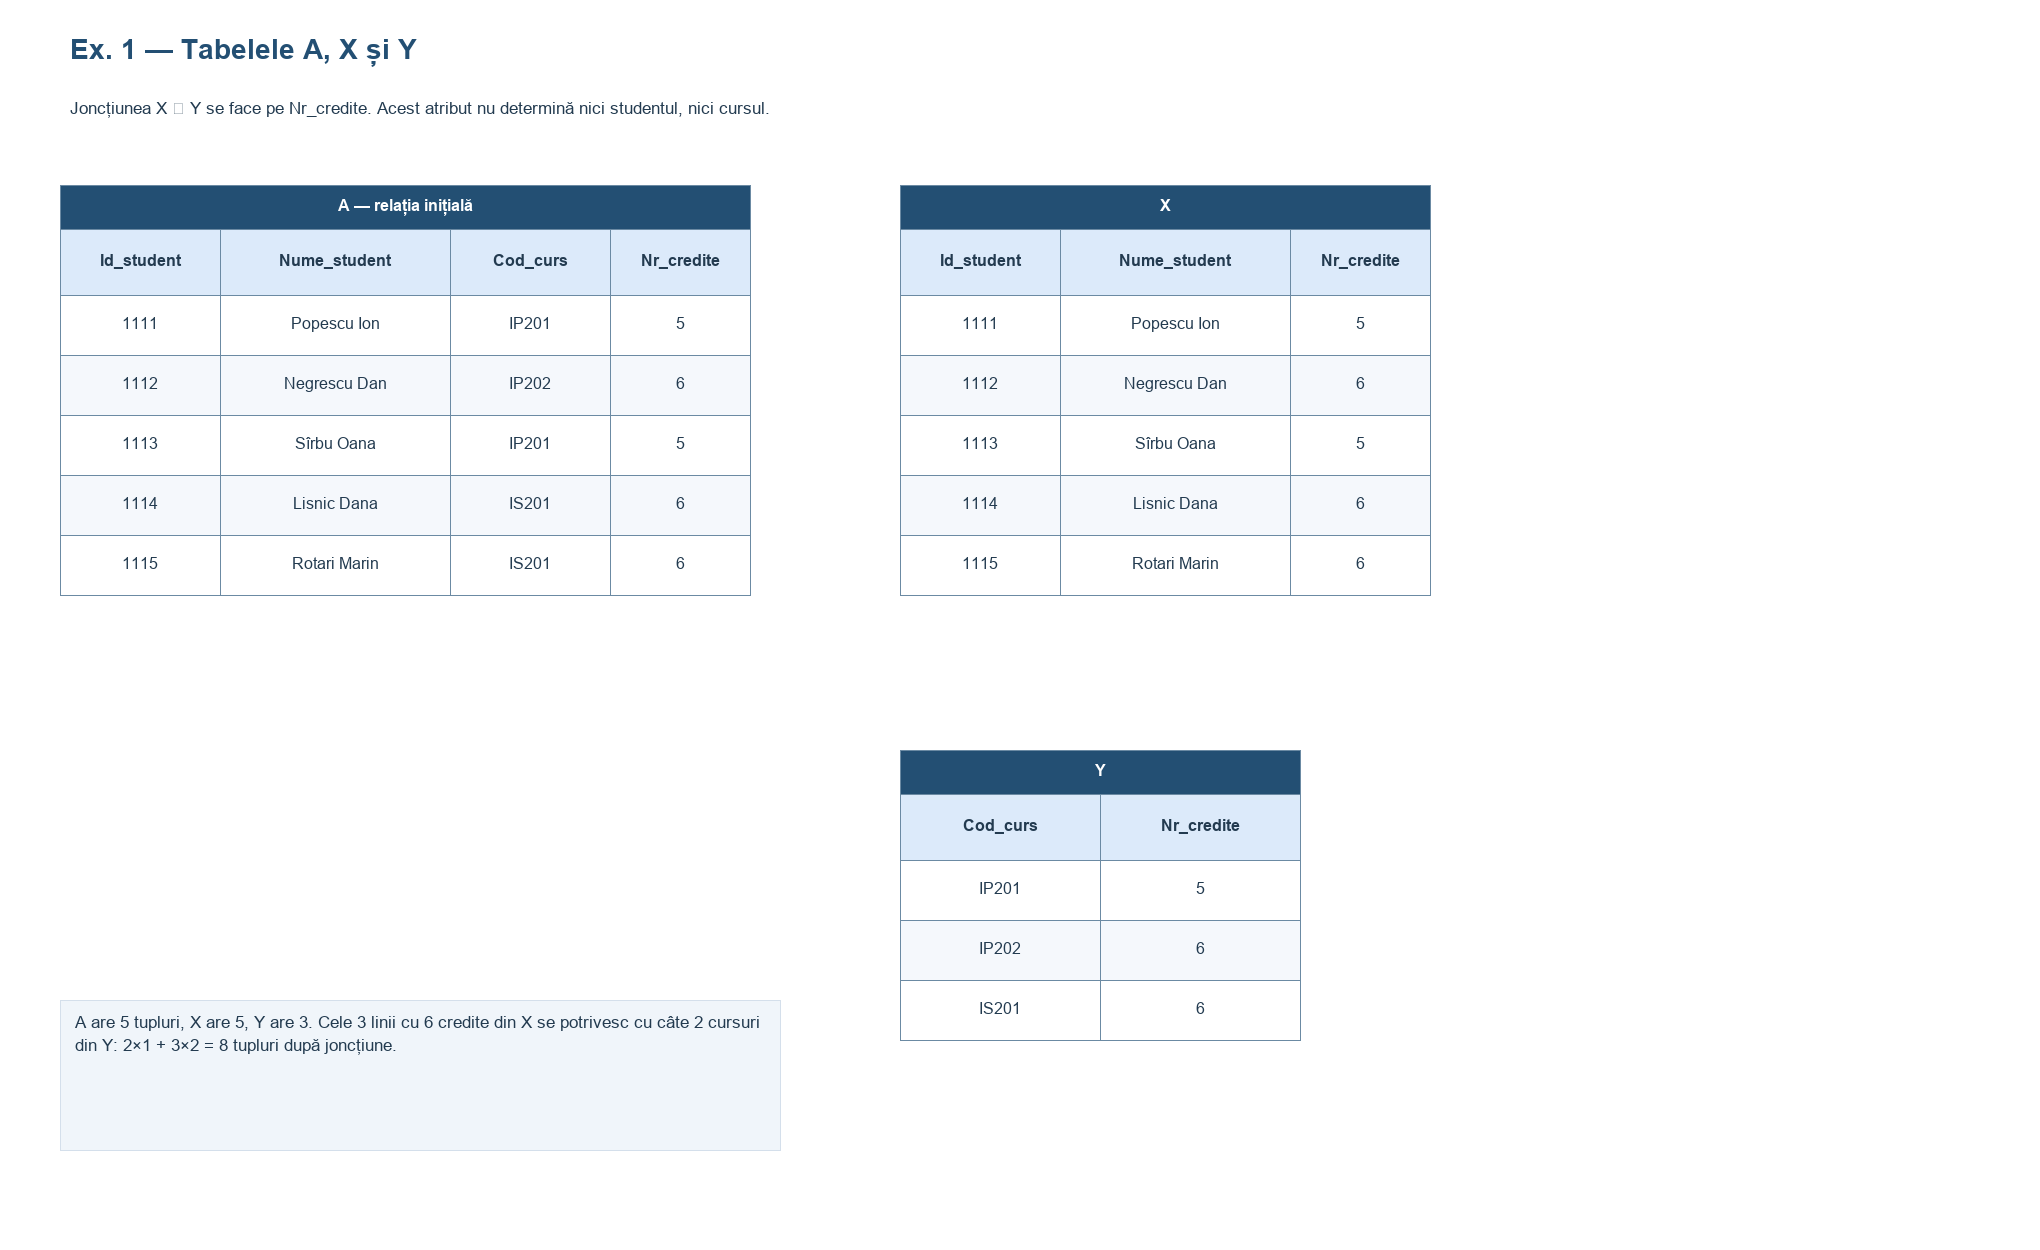 Ex. 1 — Tabelele A, X și Y
Joncțiunea X □ Y se face pe Nr_credite. Acest atribut nu determină nici studentul, nici cursul.
A — relația inițială
Id_student Nume_student Cod_curs Nr_credite
1111 Popescu Ion IP201 5
1112 Negrescu Dan IP202 6
1113 Sîrbu Oana IP201 5
1114 Lisnic Dana IS201 6
1115 Rotari Marin IS201 6
X
Id_student Nume_student Nr_credite
1111 Popescu Ion 5
1112 Negrescu Dan 6
1113 Sîrbu Oana 5
1114 Lisnic Dana 6
1115 Rotari Marin 6
Y
Cod_curs Nr_credite
IP201 5
IP202 6
IS201 6
A are 5 tupluri, X are 5, Y are 3. Cele 3 linii cu 6 credite din X se potrivesc cu câte 2 cursuri
din Y: 2×1 + 3×2 = 8 tupluri după joncțiune.